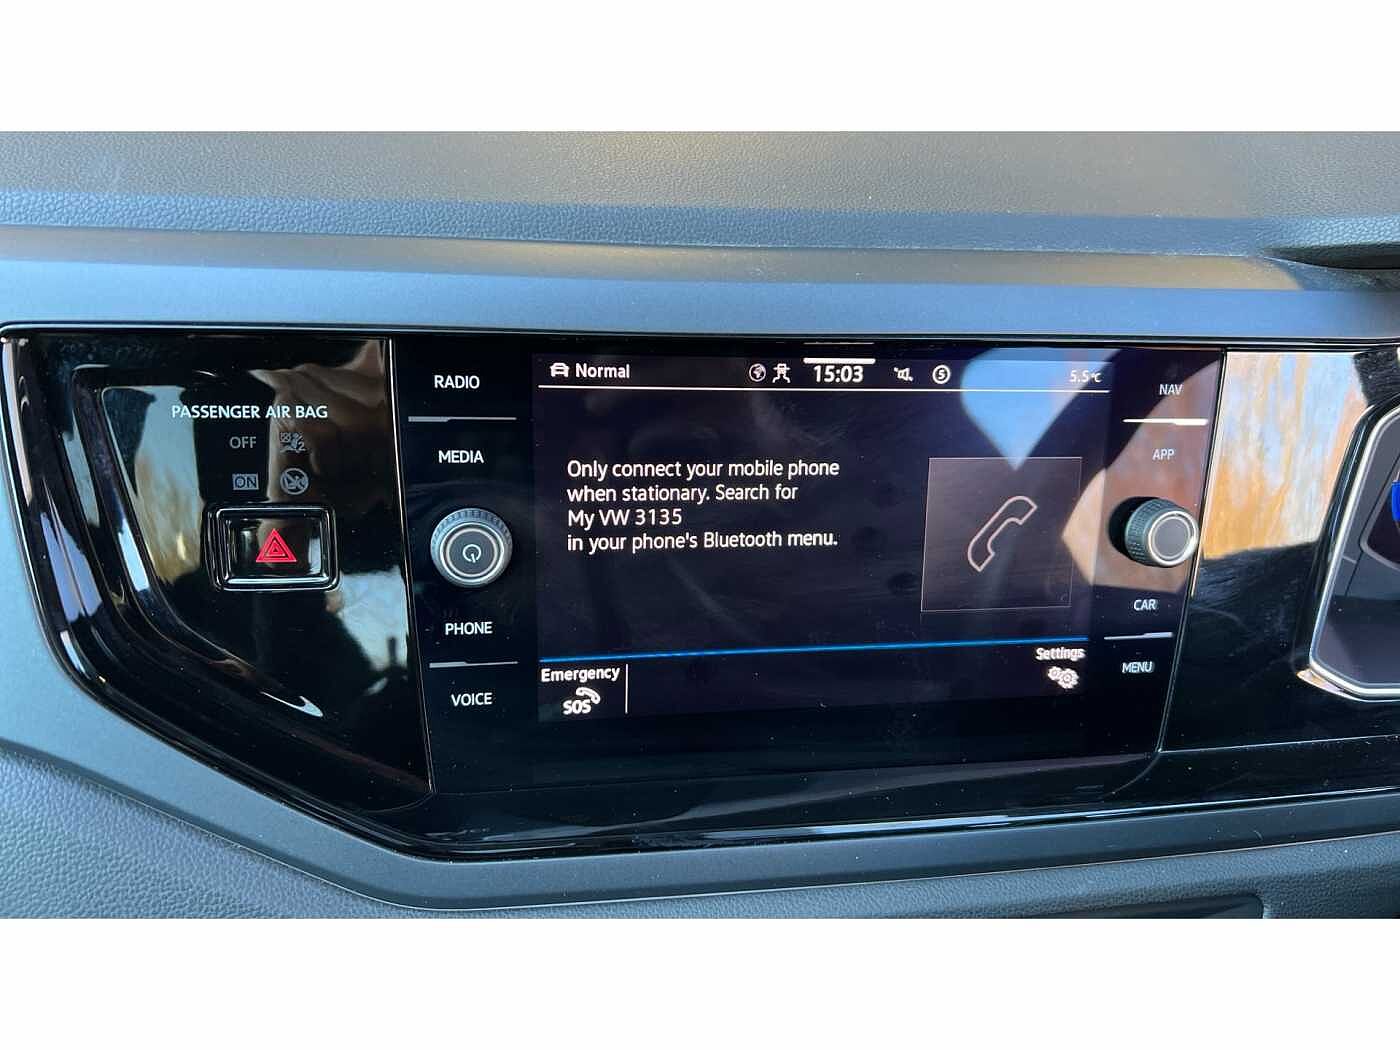 PASSENGER AIR BAG
OFF
ON
2
RADIO
MEDIA
PHONE
VOICE
Normal
15:03
S
5.5°C
Only connect your mobile phone
when stationary. Search for
My VW 3135
in your phone's Bluetooth menu.
Emergency
SOS
Settings
NAV
APP
CAR
MENU